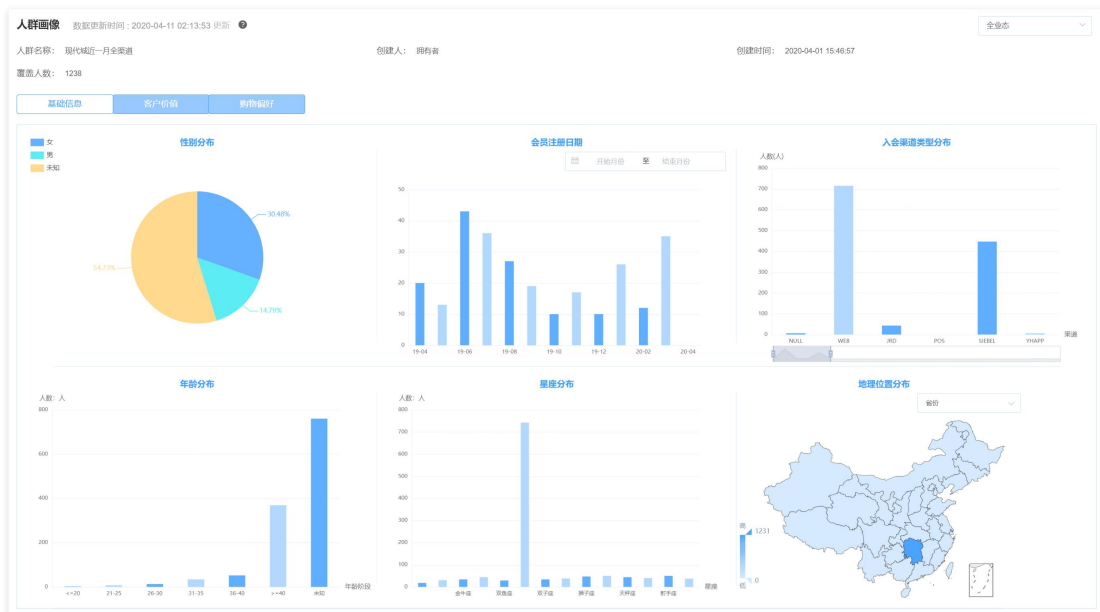 人群画像 数据更新时间 : 2020-04-11 02:13:53 更新 ?
全业态
人群名称： 现代城近一月全渠道 创建人： 拥有者 创建时间： 2020-04-01 15:46:57
覆盖人数： 1238
基础信息 客户价值 购物偏好
性别分布
女
男
未知
30.48%
54.73%
14.79%
会员注册日期
开始月份 至 结束月份
50
40
30
20
10
0
19-04 19-06 19-08 19-10 19-12 20-02 20-04
入会渠道类型分布
人数(人)
800
700
600
500
400
300
200
100
0
NULL WEB JRD POS SIEBEL YHAPP
渠道
年龄分布
人数：人
800
600
400
200
0
<=20 21-25 26-30 31-35 36-40 >=40 未知
年龄阶段
星座分布
人数：人
800
700
600
500
400
300
200
100
0
金牛座 双鱼座 双子座 狮子座 天秤座 射手座
星座
地理位置分布
省份
高
1231
0
低